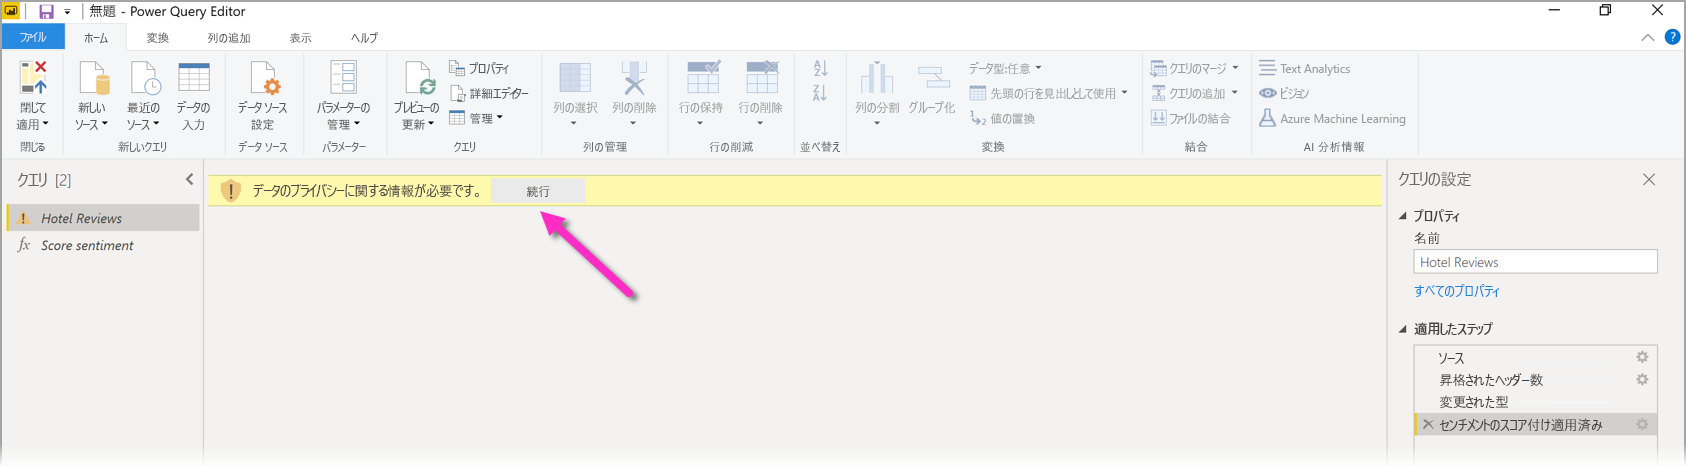 無題 - Power Query Editor
ファイル ホーム 変換 列の追加 表示 ヘルプ ?
閉じて
適用
閉じる
新しい
ソース
最近の
ソース
データの
入力
新しいクエリ
データ ソース
設定
データ ソース
パラメーターの
管理
パラメーター
プレビューの
更新
プロパティ
詳細エディター
管理
クエリ
列の選択
列の削除
列の管理
行の保持
行の削除
行の削減
A
Z
Z
A
並べ替え
列の分割
グループ化
データ型:任意
先頭の行を見出しとして使用
1
2
値の置換
変換
クエリのマージ
クエリの追加
ファイルの結合
結合
Text Analytics
ビジョン
Azure Machine Learning
AI 分析情報
クエリ [2]
Hotel Reviews
fx Score sentiment
データのプライバシーに関する情報が必要です。 続行
クエリの設定
プロパティ
名前
Hotel Reviews
すべてのプロパティ
適用したステップ
ソース
昇格されたヘッダー数
変更された型
センチメントのスコア付け適用済み